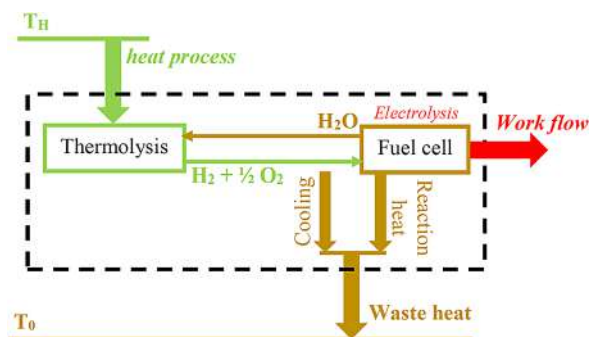 T_H
heat process
Electrolysis
Work flow
H₂O
Thermolysis
Fuel cell
H₂ + ½ O₂
Cooling
Reaction
heat
Waste heat
T₀